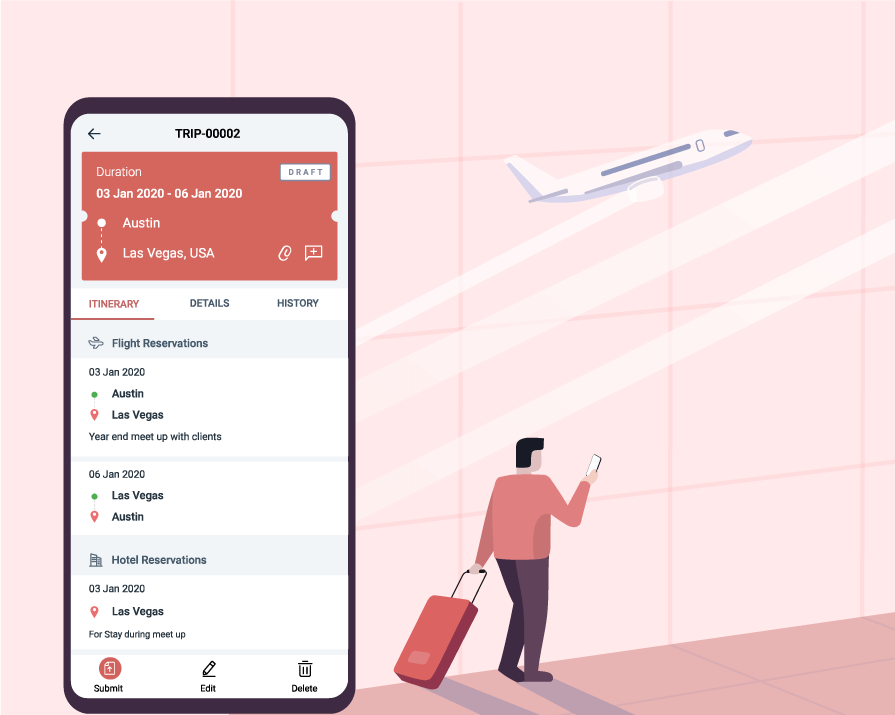 TRIP-00002
Duration
DRAFT
03 Jan 2020 - 06 Jan 2020
Austin
Las Vegas, USA
ITINERARY DETAILS HISTORY
Flight Reservations
03 Jan 2020
Austin
Las Vegas
Year end meet up with clients
06 Jan 2020
Las Vegas
Austin
Hotel Reservations
03 Jan 2020
Las Vegas
For Stay during meet up
Submit Edit Delete